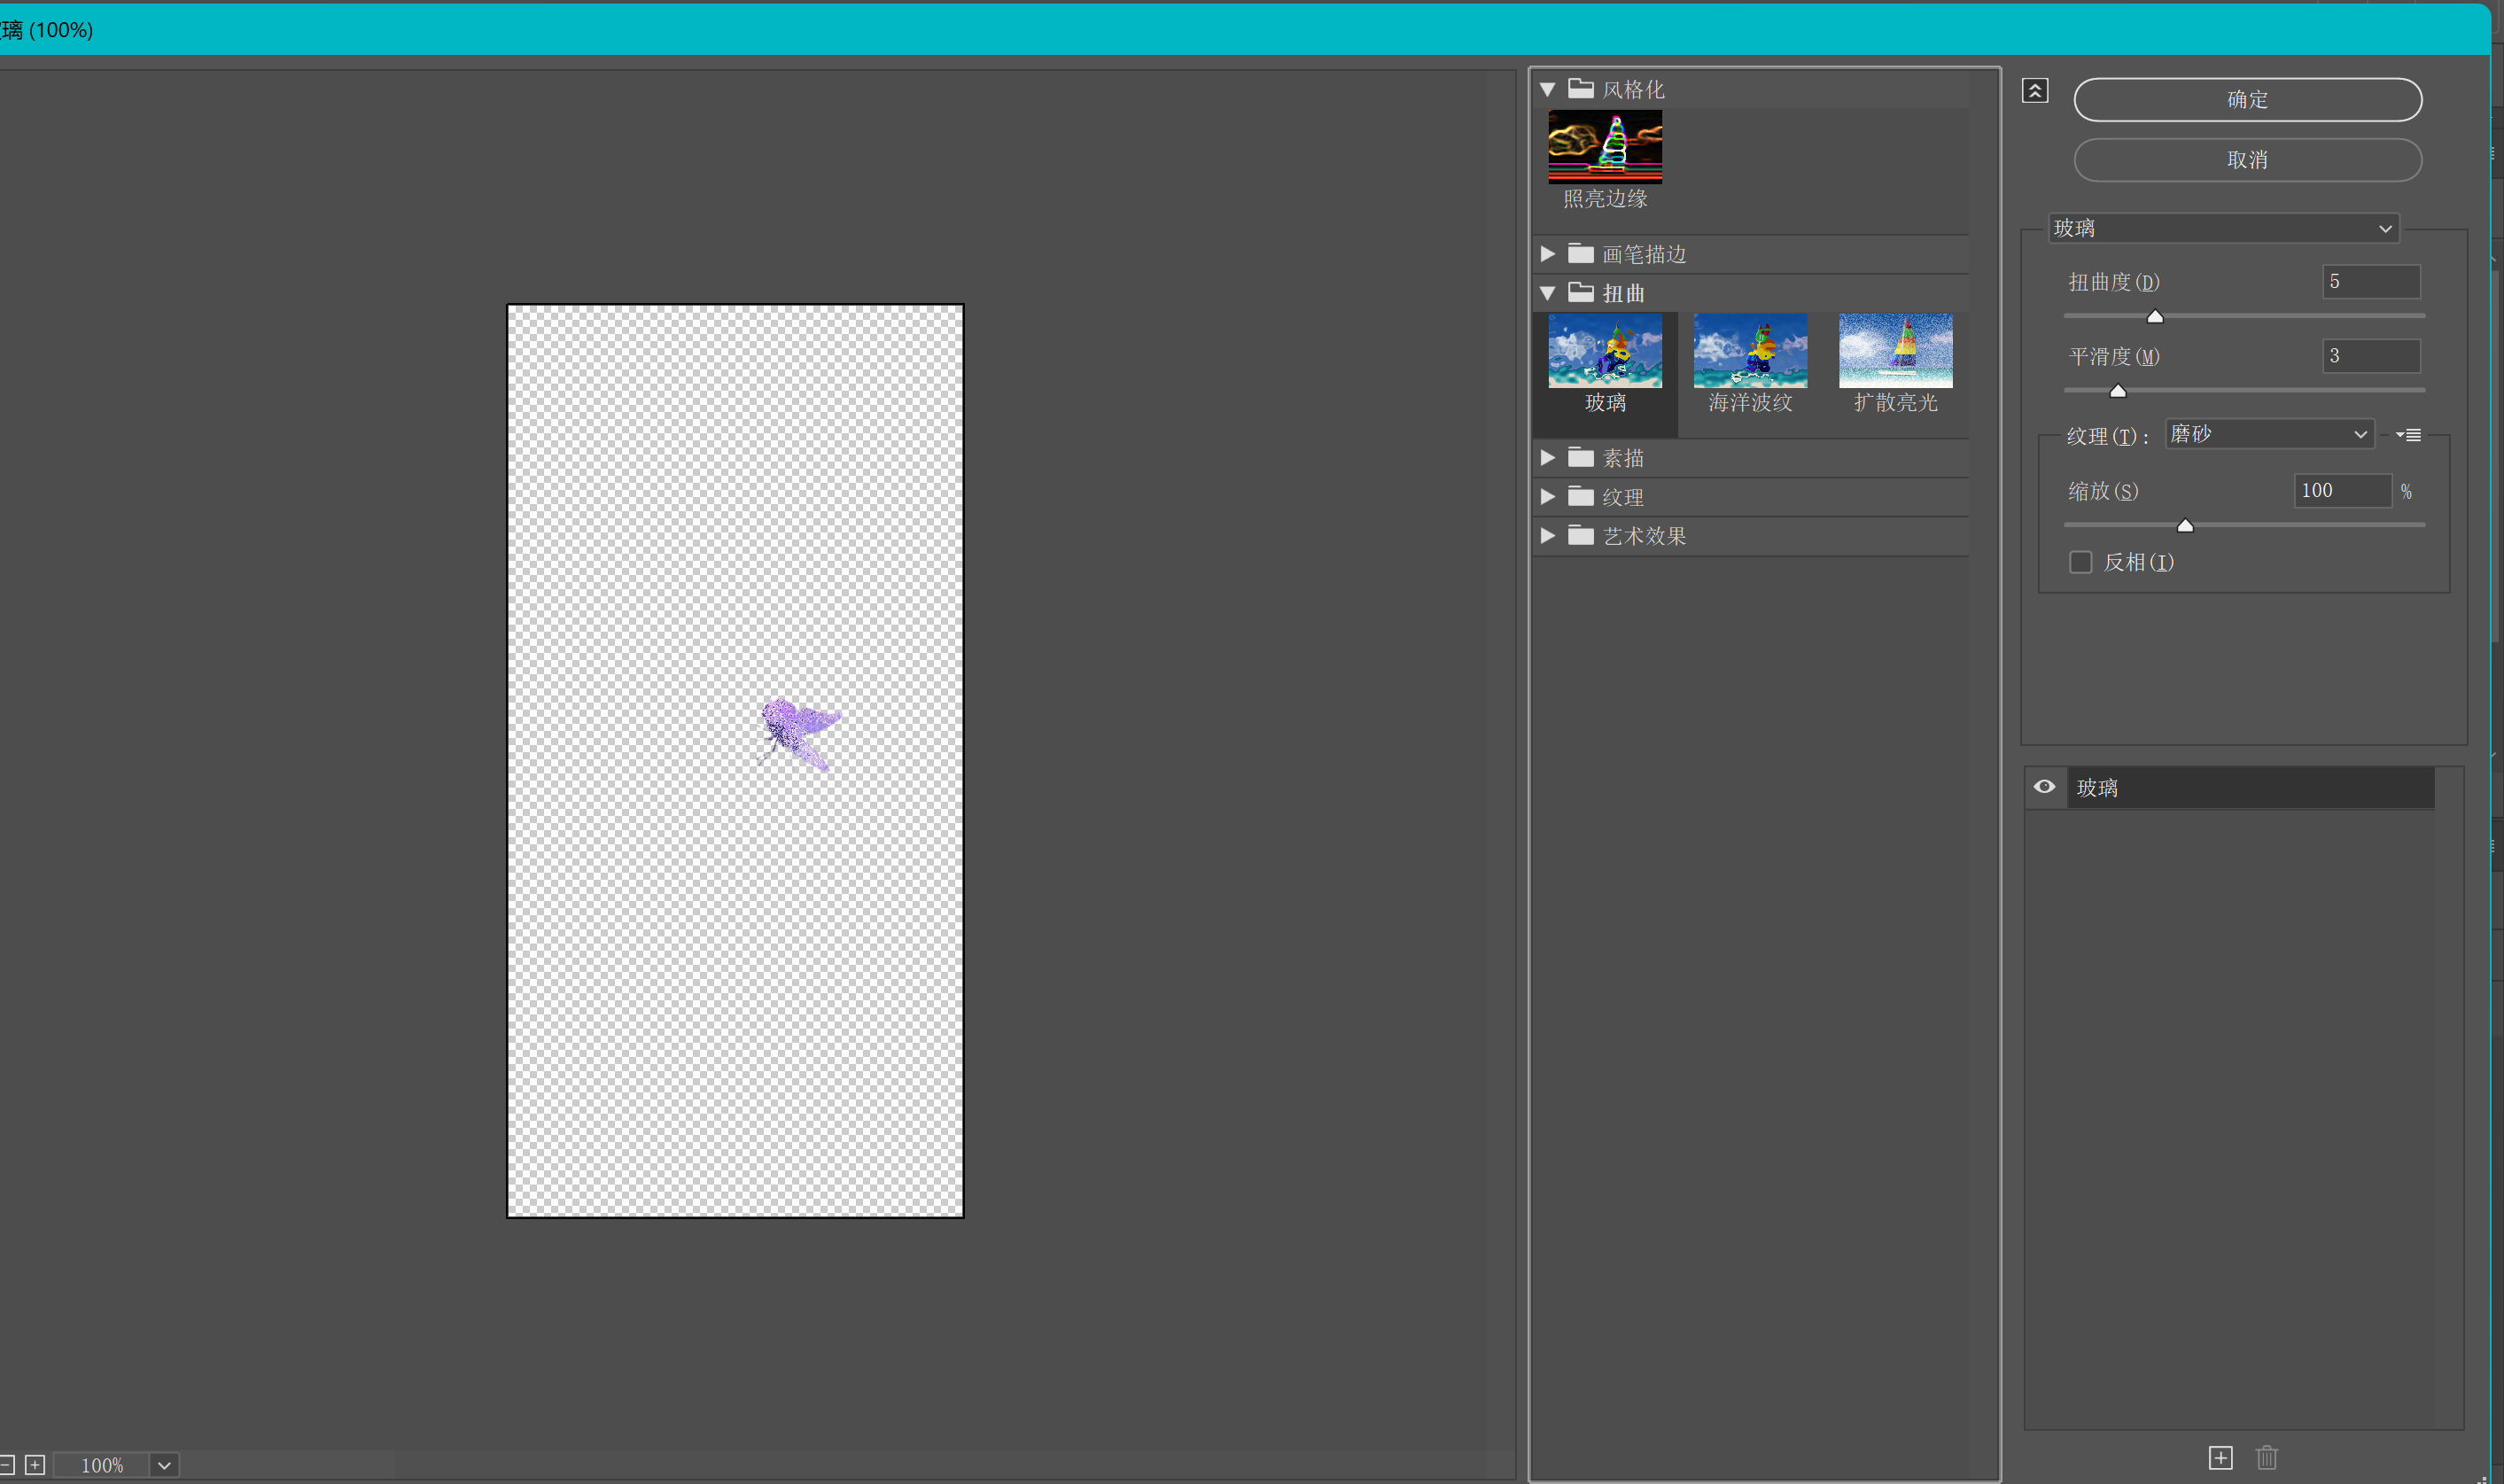 璃 (100%)
风格化
照亮边缘
画笔描边
扭曲
玻璃
海洋波纹
扩散亮光
素描
纹理
艺术效果
确定
取消
玻璃
扭曲度(D)
5
平滑度(M)
3
纹理(T):
磨砂
缩放(S)
100
%
反相(I)
玻璃
100%